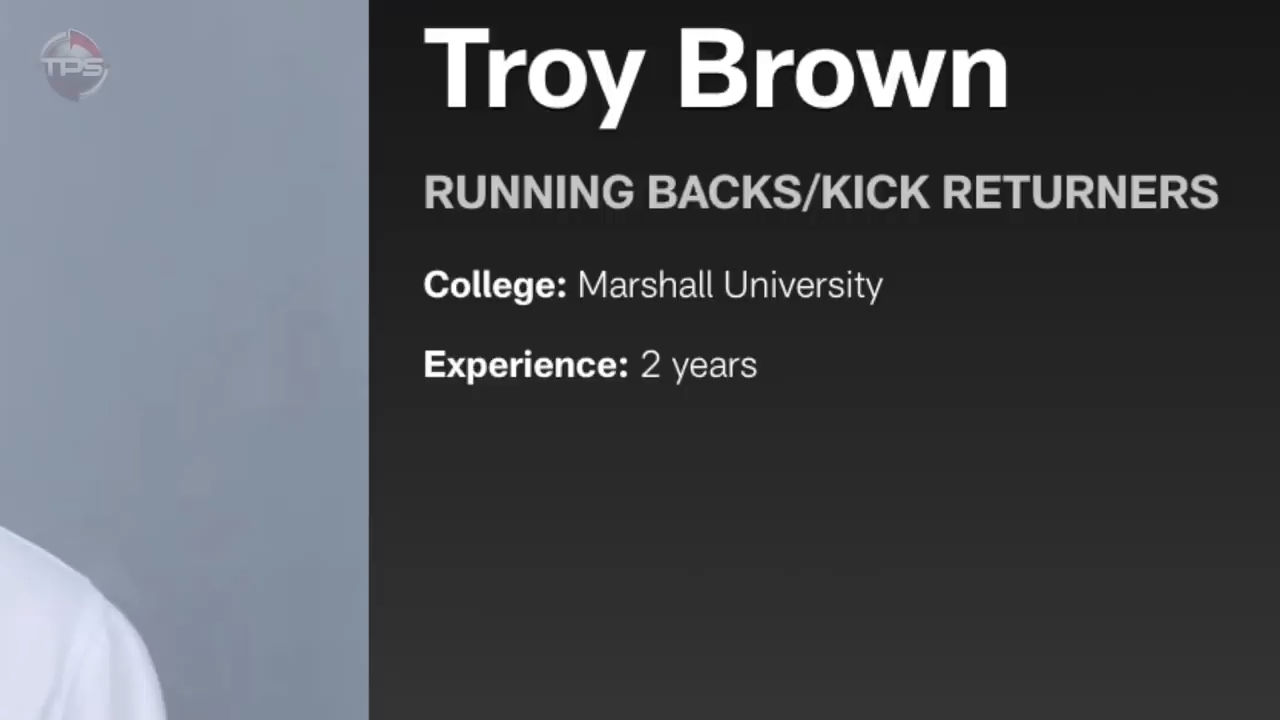 TPS
Troy Brown
RUNNING BACKS/KICK RETURNERS
College: Marshall University
Experience: 2 years